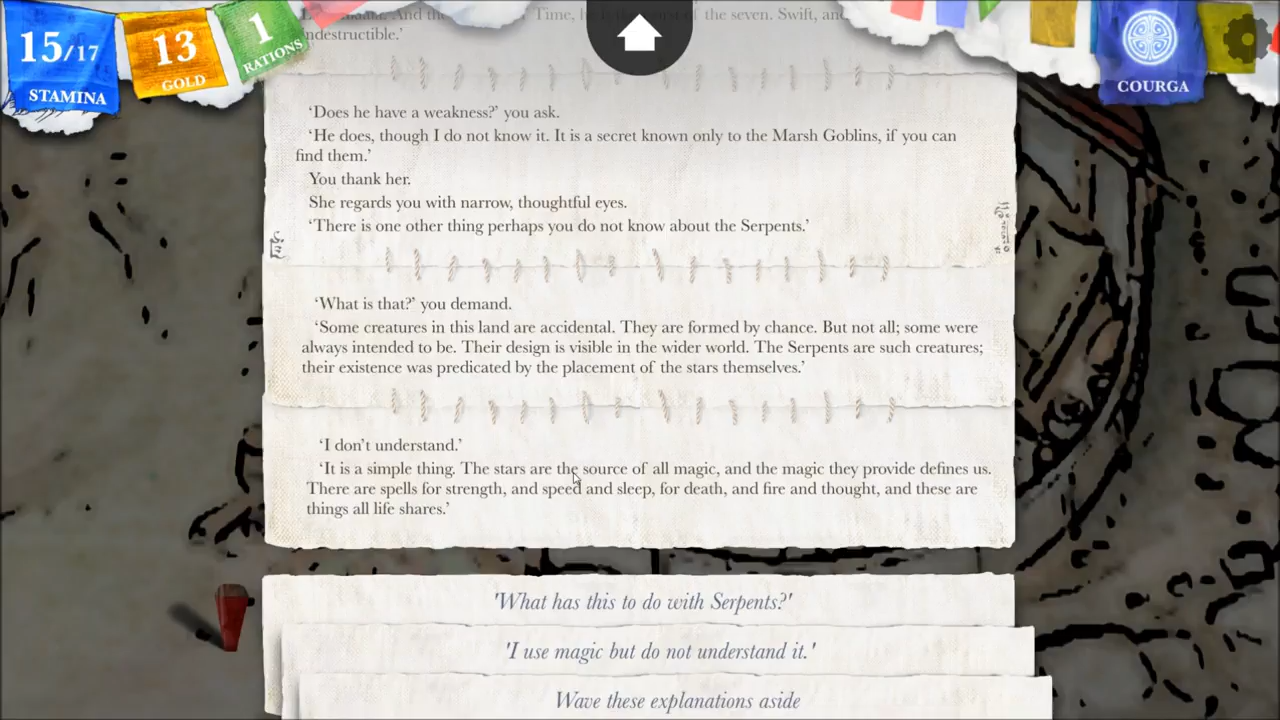 15/17
STAMINA
13
GOLD
1
RATIONS
COURGA
Time,
of the seven. Swift, and
indestructible.'
‘Does he have a weakness?’ you ask.
‘He does, though I do not know it. It is a secret known only to the Marsh Goblins, if you can
find them.’
You thank her.
She regards you with narrow, thoughtful eyes.
‘There is one other thing perhaps you do not know about the Serpents.’
‘What is that?’ you demand.
‘Some creatures in this land are accidental. They are formed by chance. But not all; some were
always intended to be. Their design is visible in the wider world. The Serpents are such creatures;
their existence was predicated by the placement of the stars themselves.’
‘I don’t understand.’
‘It is a simple thing. The stars are the source of all magic, and the magic they provide defines us.
There are spells for strength, and speed and sleep, for death, and fire and thought, and these are
things all life shares.’
'What has this to do with Serpents?'
'I use magic but do not understand it.'
Wave these explanations aside